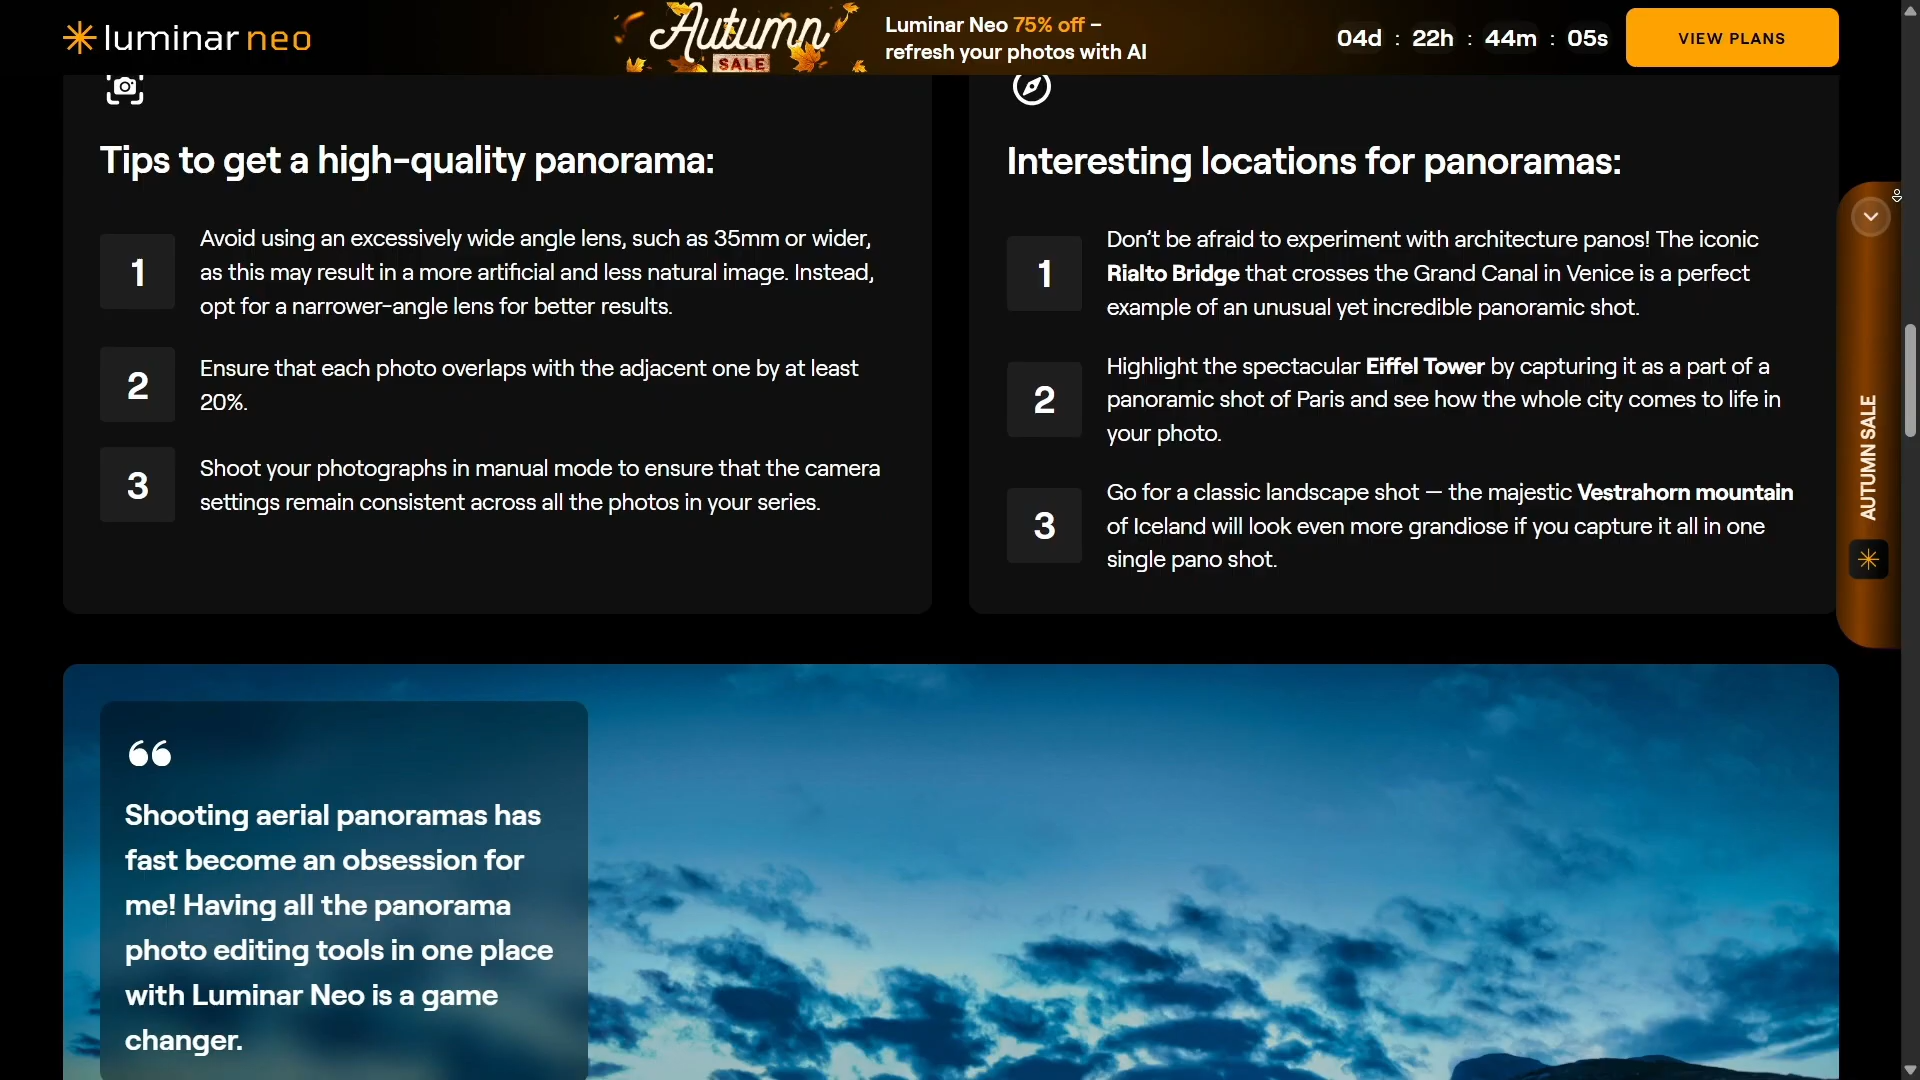 luminar neo
Autumn
SALE
Luminar Neo 75% off –
refresh your photos with AI
04d : 22h : 44m : 05s
VIEW PLANS
Tips to get a high-quality panorama:
1
Avoid using an excessively wide angle lens, such as 35mm or wider,
as this may result in a more artificial and less natural image. Instead,
opt for a narrower-angle lens for better results.
2
Ensure that each photo overlaps with the adjacent one by at least
20%.
3
Shoot your photographs in manual mode to ensure that the camera
settings remain consistent across all the photos in your series.
Interesting locations for panoramas:
1
Don’t be afraid to experiment with architecture panos! The iconic
Rialto Bridge that crosses the Grand Canal in Venice is a perfect
example of an unusual yet incredible panoramic shot.
2
Highlight the spectacular Eiffel Tower by capturing it as a part of a
panoramic shot of Paris and see how the whole city comes to life in
your photo.
3
Go for a classic landscape shot — the majestic Vestrahorn mountain
of Iceland will look even more grandiose if you capture it all in one
single pano shot.
AUTUMN SALE
“
Shooting aerial panoramas has
fast become an obsession for
me! Having all the panorama
photo editing tools in one place
with Luminar Neo is a game
changer.